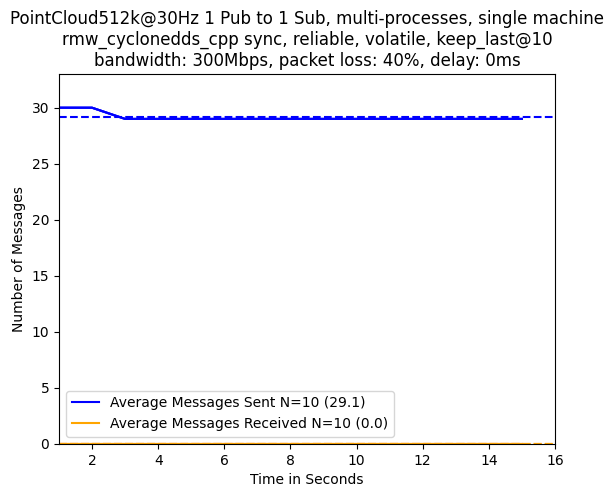 PointCloud512k@30Hz 1 Pub to 1 Sub, multi-processes, single machine
rmw_cyclonedds_cpp sync, reliable, volatile, keep_last@10
bandwidth: 300Mbps, packet loss: 40%, delay: 0ms
30
25
20
15
10
5
0
Number of Messages
Average Messages Sent N=10 (29.1)
Average Messages Received N=10 (0.0)
2 4 6 8 10 12 14 16
Time in Seconds